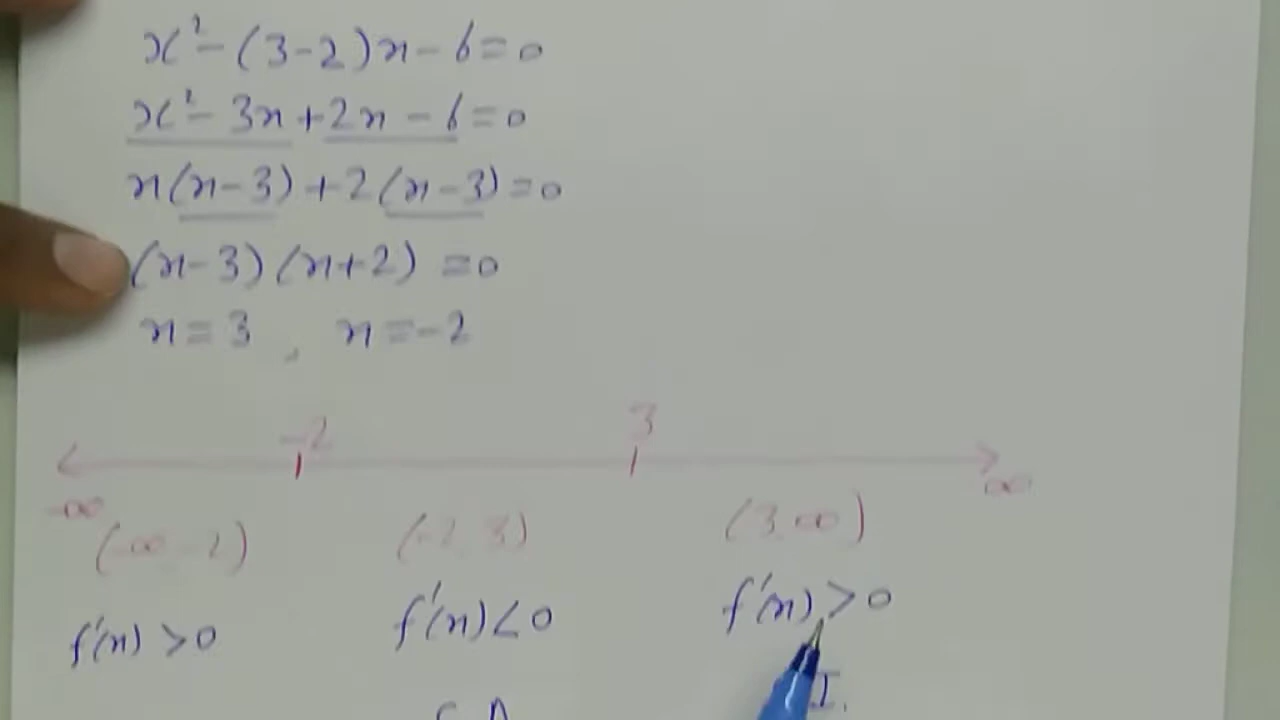 x² - (3-2)x - 6 = 0
x² - 3x + 2x - 6 = 0
x(x-3) + 2(x-3) = 0
(x-3) (x+2) = 0
x = 3 , x = -2
-2 3
-∞ ∞
(-∞ -2) (-2 3) (3 ∞)
f'(x) > 0 f'(x) < 0 f'(x) > 0
I.